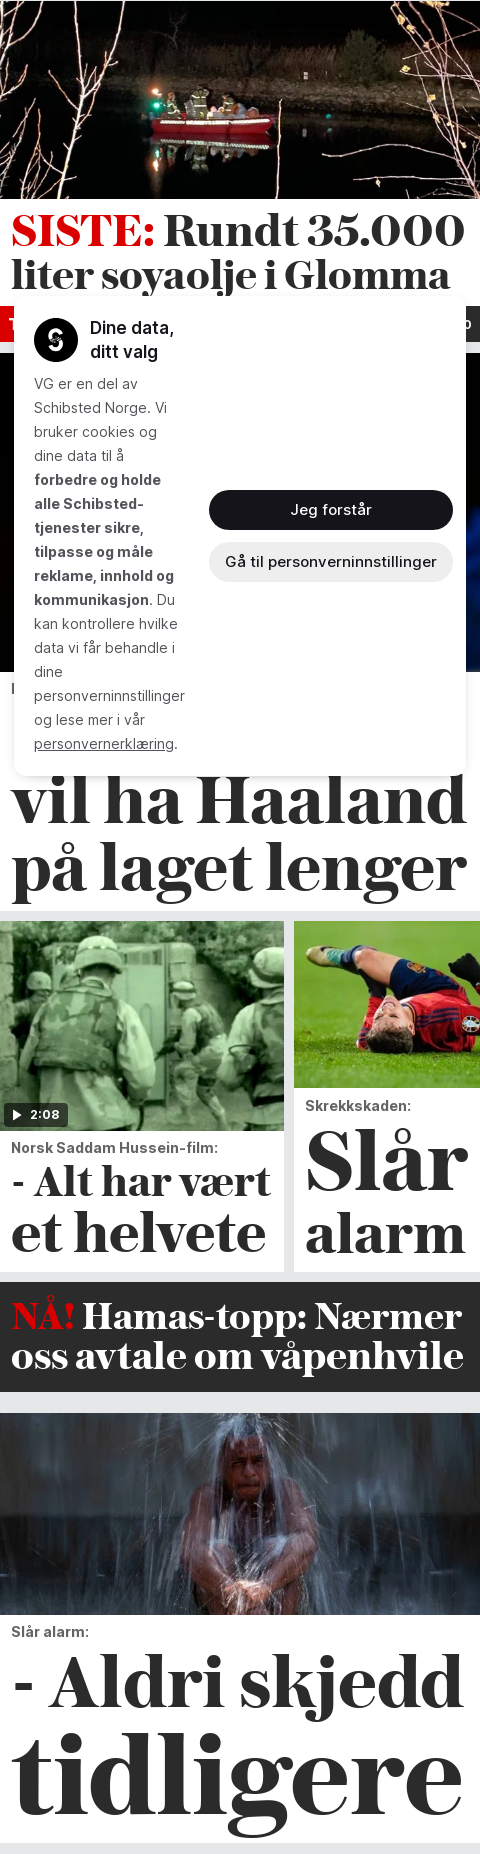 SISTE: Rundt 35.000
liter soyaolje i Glomma
Dine data,
ditt valg
VG er en del av
Schibsted Norge. Vi
bruker cookies og
dine data til å
forbedre og holde
alle Schibsted-
tjenester sikre,
tilpasse og måle
reklame, innhold og
kommunikasjon. Du
kan kontrollere hvilke
data vi får behandle i
dine
personverninnstillinger
og lese mer i vår
personvernerklæring.
Jeg forstår
Gå til personverninnstillinger
vil ha Haaland
på laget lenger
2:08
Norsk Saddam Hussein-film:
- Alt har vært
et helvete
Skrekkskaden:
Slår
alarm
NÅ! Hamas-topp: Nærmer
oss avtale om våpenhvile
Slår alarm:
- Aldri skjedd
tidligere